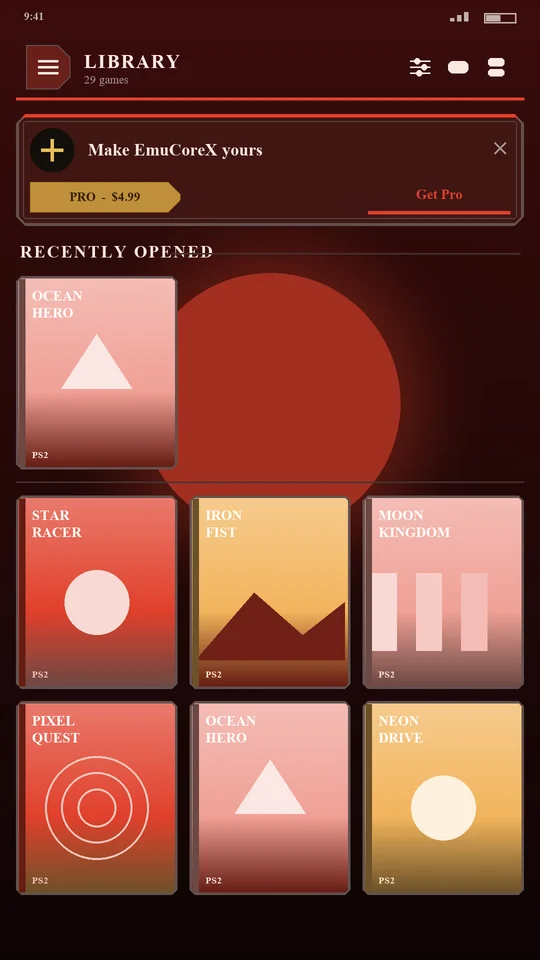 9:41
LIBRARY
29 games
Make EmuCoreX yours
PRO - $4.99
Get Pro
RECENTLY OPENED
OCEAN
HERO
PS2
STAR
RACER
PS2
IRON
FIST
PS2
MOON
KINGDOM
PS2
PIXEL
QUEST
PS2
OCEAN
HERO
PS2
NEON
DRIVE
PS2